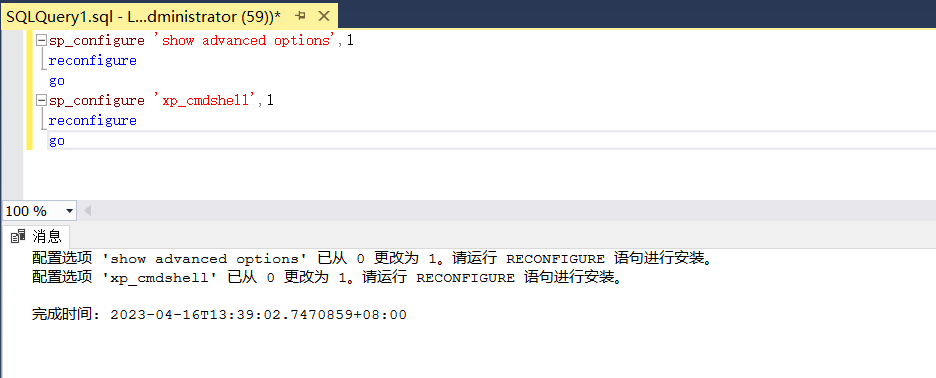 SQLQuery1.sql - L...dministrator (59))*
sp_configure 'show advanced options',1
reconfigure
go
sp_configure 'xp_cmdshell',1
reconfigure
go
100 %
消息
配置选项 'show advanced options' 已从 0 更改为 1。请运行 RECONFIGURE 语句进行安装。
配置选项 'xp_cmdshell' 已从 0 更改为 1。请运行 RECONFIGURE 语句进行安装。
完成时间: 2023-04-16T13:39:02.7470859+08:00